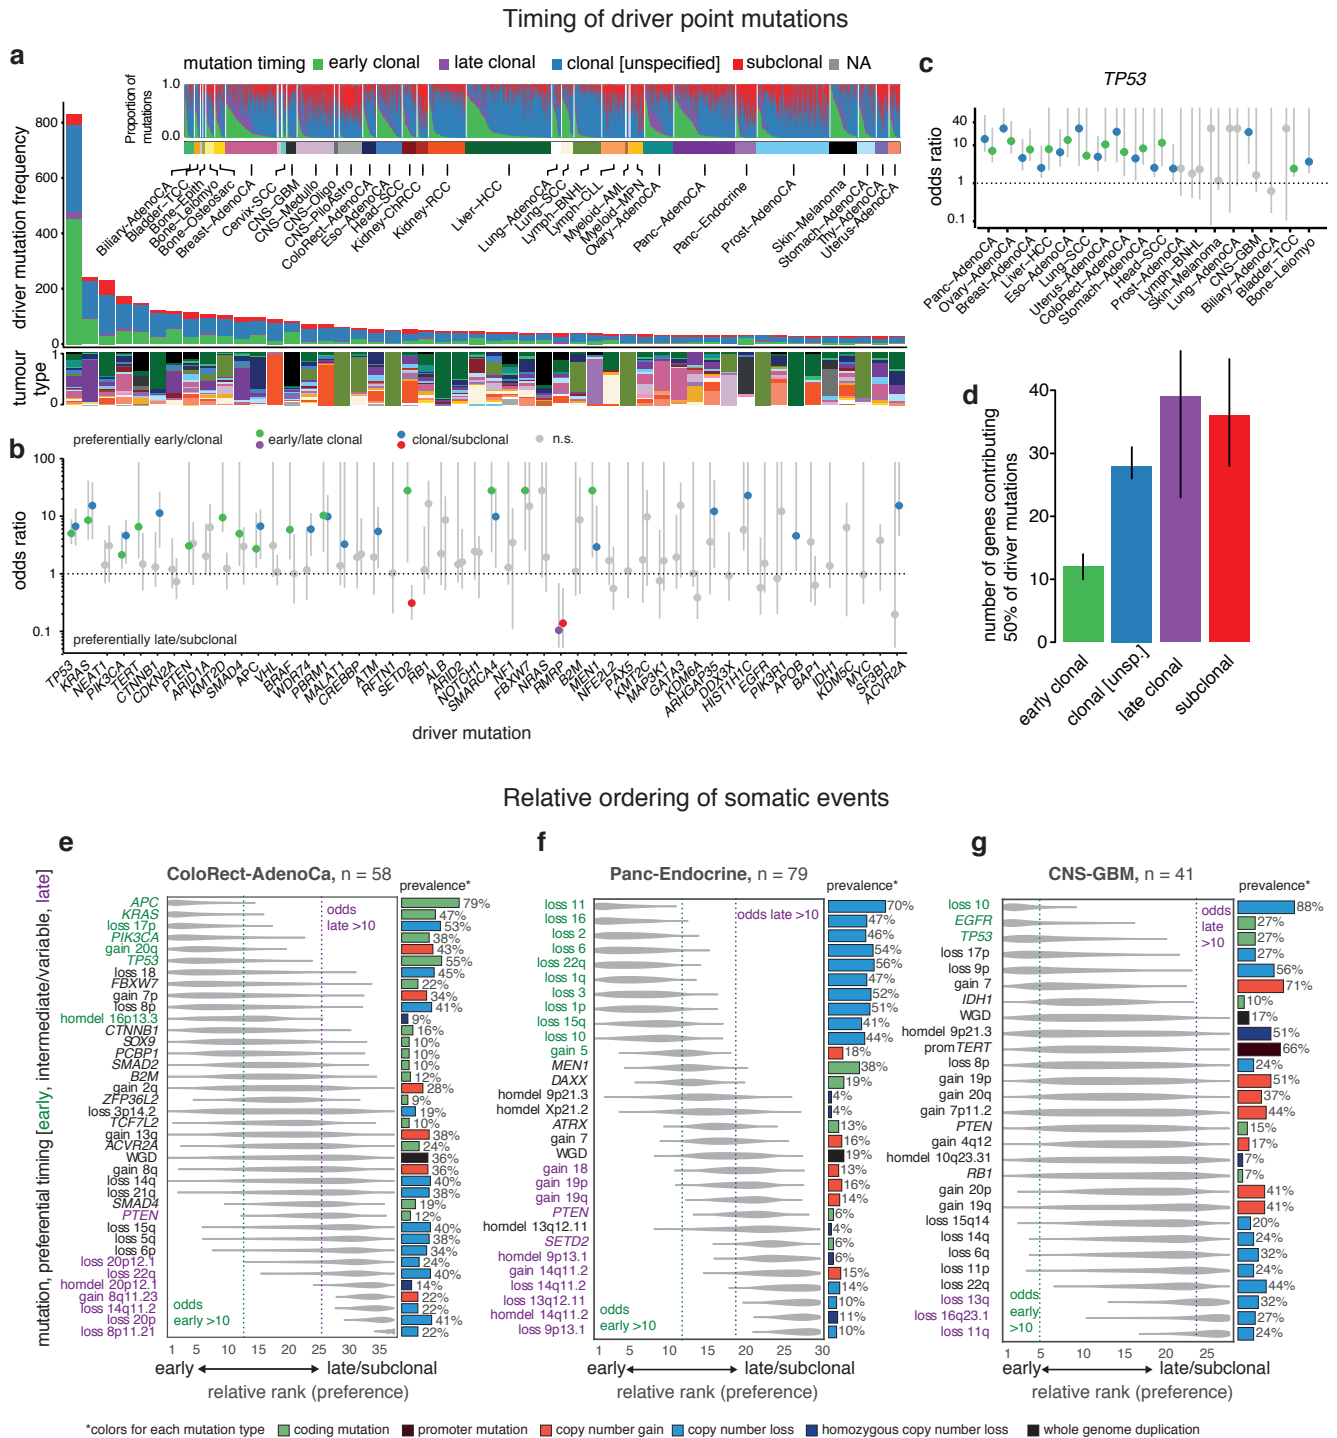 Timing of driver point mutations
a
mutation timing early clonal late clonal clonal [unspecified] subclonal NA
Proportion of
mutations
1.0
0.0
driver mutation frequency
800
600
400
200
0
Biliary−AdenoCA
Bladder−TCC
Bone−Epith
Bone−Leiomyo
Bone−Osteosarc
Breast−AdenoCA
Cervix−SCC
CNS−GBM
CNS−Medullo
CNS−Oligo
CNS−PiloAstro
ColoRect−AdenoCA
Eso−AdenoCA
Head−SCC
Kidney−ChRCC
Kidney−RCC
Liver−HCC
Lung−AdenoCA
Lung−SCC
Lymph−BNHL
Lymph−CLL
Myeloid−AML
Myeloid−MPN
Ovary−AdenoCA
Panc−AdenoCA
Panc−Endocrine
Prost−AdenoCA
Skin−Melanoma
Stomach−AdenoCA
Thy−AdenoCA
Uterus−AdenoCA
tumour
type
1
0
b
preferentially early/clonal early/late clonal clonal/subclonal n.s.
odds ratio
100
10
1
0.1
preferentially late/subclonal
TP53
KRAS
NEAT1
PIK3CA
TERT
CTNNB1
CDKN2A
PTEN
ARID1A
KMT2D
SMAD4
APC
VHL
BRAF
WDR74
PBRM1
MALAT1
CREBBP
ATM
RFTN1
SETD2
RB1
ALB
ARID2
NOTCH1
SMARCA4
NF1
FBXW7
NRAS
RMRP
B2M
MEN1
NFE2L2
PAX5
KMT2C
MAP3K1
GATA3
KDM6A
ARHGAP35
DDX3X
HIST1H1C
EGFR
PIK3R1
APOB
BAP1
IDH1
KDM5C
MYC
SF3B1
ACVR2A
driver mutation
c
TP53
odds ratio
40
10
1
0.1
Panc−AdenoCA
Ovary−AdenoCA
Breast−AdenoCA
Liver−HCC
Eso−AdenoCA
Lung−SCC
Uterus−AdenoCA
ColoRect−AdenoCA
Stomach−AdenoCA
Head−SCC
Prost−AdenoCA
Lymph−BNHL
Skin−Melanoma
Lung−AdenoCA
CNS−GBM
Biliary−AdenoCA
Bladder−TCC
Bone−Leiomyo
d
number of genes contributing
50% of driver mutations
40
30
20
10
0
early clonal
clonal [unsp.]
late clonal
subclonal
Relative ordering of somatic events
mutation, preferential timing [early, intermediate/variable, late]
e
ColoRect-AdenoCa, n = 58
prevalence*
odds
late >10
APC 79%
KRAS 47%
loss 17p 53%
PIK3CA 38%
gain 20q 43%
TP53 55%
loss 18 45%
FBXW7 22%
gain 7p 34%
loss 8p 41%
homdel 16p13.3 9%
CTNNB1 16%
SOX9 10%
PCBP1 10%
SMAD2 10%
B2M 12%
gain 2q 28%
ZFP36L2 9%
loss 3p14.2 19%
TCF7L2 10%
gain 13q 38%
ACVR2A 24%
WGD 36%
gain 8q 36%
loss 14q 40%
loss 21q 38%
SMAD4 19%
PTEN 12%
loss 15q 40%
loss 5q 38%
loss 6p 34%
loss 20p12.1 24%
loss 22q 40%
homdel 20p12.1 14%
gain 8q11.23 22%
loss 14q11.2 22%
loss 20p 41%
loss 8p11.21 22%
odds
early >10
1 5 10 15 20 25 30 35
early late/subclonal
relative rank (preference)
f
Panc-Endocrine, n = 79
prevalence*
odds late >10
loss 11 70%
loss 16 47%
loss 2 46%
loss 6 54%
loss 22q 56%
loss 1q 47%
loss 3 52%
loss 1p 51%
loss 15q 41%
loss 10 44%
gain 5 18%
MEN1 38%
DAXX 19%
homdel 9p21.3 4%
homdel Xp21.2 4%
ATRX 13%
gain 7 16%
WGD 19%
gain 18 13%
gain 19p 16%
gain 19q 14%
PTEN 6%
homdel 13q12.11 4%
SETD2 6%
homdel 9p13.1 6%
gain 14q11.2 15%
loss 14q11.2 12%
loss 13q12.11 10%
homdel 14q11.2 11%
loss 9p13.1 10%
odds
early >10
1 5 10 15 20 25 30
early late/subclonal
relative rank (preference)
g
CNS-GBM, n = 41
prevalence*
odds
late
>10
loss 10 88%
EGFR 27%
TP53 27%
loss 17p 27%
loss 9p 56%
gain 7 71%
IDH1 10%
WGD 17%
homdel 9p21.3 51%
promTERT 66%
loss 8p 24%
gain 19p 51%
gain 20q 37%
gain 7p11.2 44%
PTEN 15%
gain 4q12 17%
homdel 10q23.31 7%
RB1 7%
gain 20p 41%
gain 19q 41%
loss 15q14 20%
loss 14q 24%
loss 6q 32%
loss 11p 24%
loss 22q 44%
loss 13q 32%
loss 16q23.1 27%
loss 11q 24%
odds
early
>10
1 5 10 15 20 25
early late/subclonal
relative rank (preference)
*colors for each mutation type coding mutation promoter mutation copy number gain copy number loss homozygous copy number loss whole genome duplication